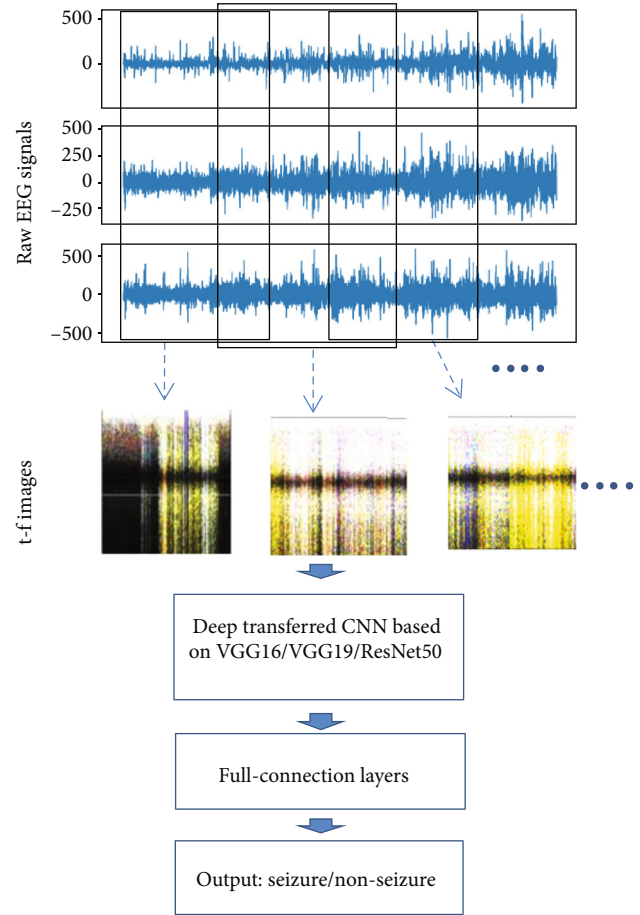 Raw EEG signals
500
0
500
250
0
−250
500
0
−500
t-f images
Deep transferred CNN based
on VGG16/VGG19/ResNet50
Full-connection layers
Output: seizure/non-seizure